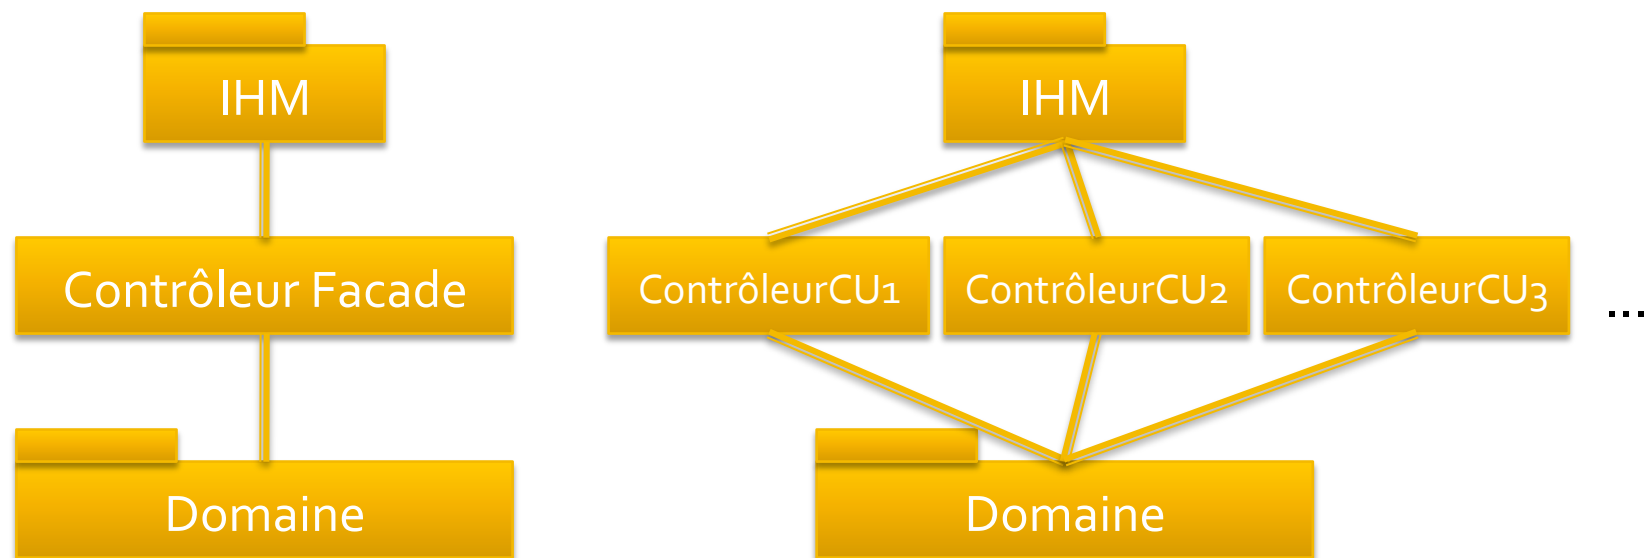 IHM
Contrôleur Facade
Domaine
IHM
ContrôleurCU1
ContrôleurCU2
ContrôleurCU3
...
Domaine